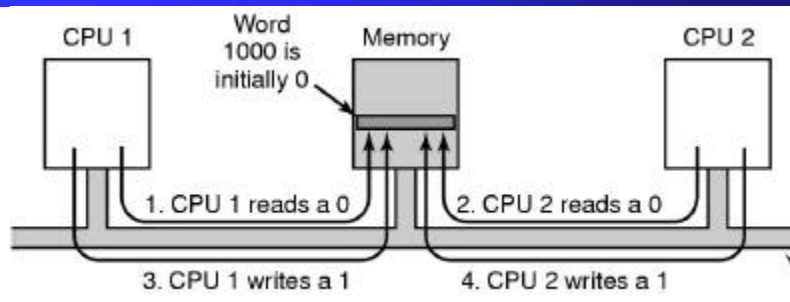 CPU 1
Word
1000 is
initially 0
Memory
CPU 2
1. CPU 1 reads a 0
2. CPU 2 reads a 0
3. CPU 1 writes a 1
4. CPU 2 writes a 1